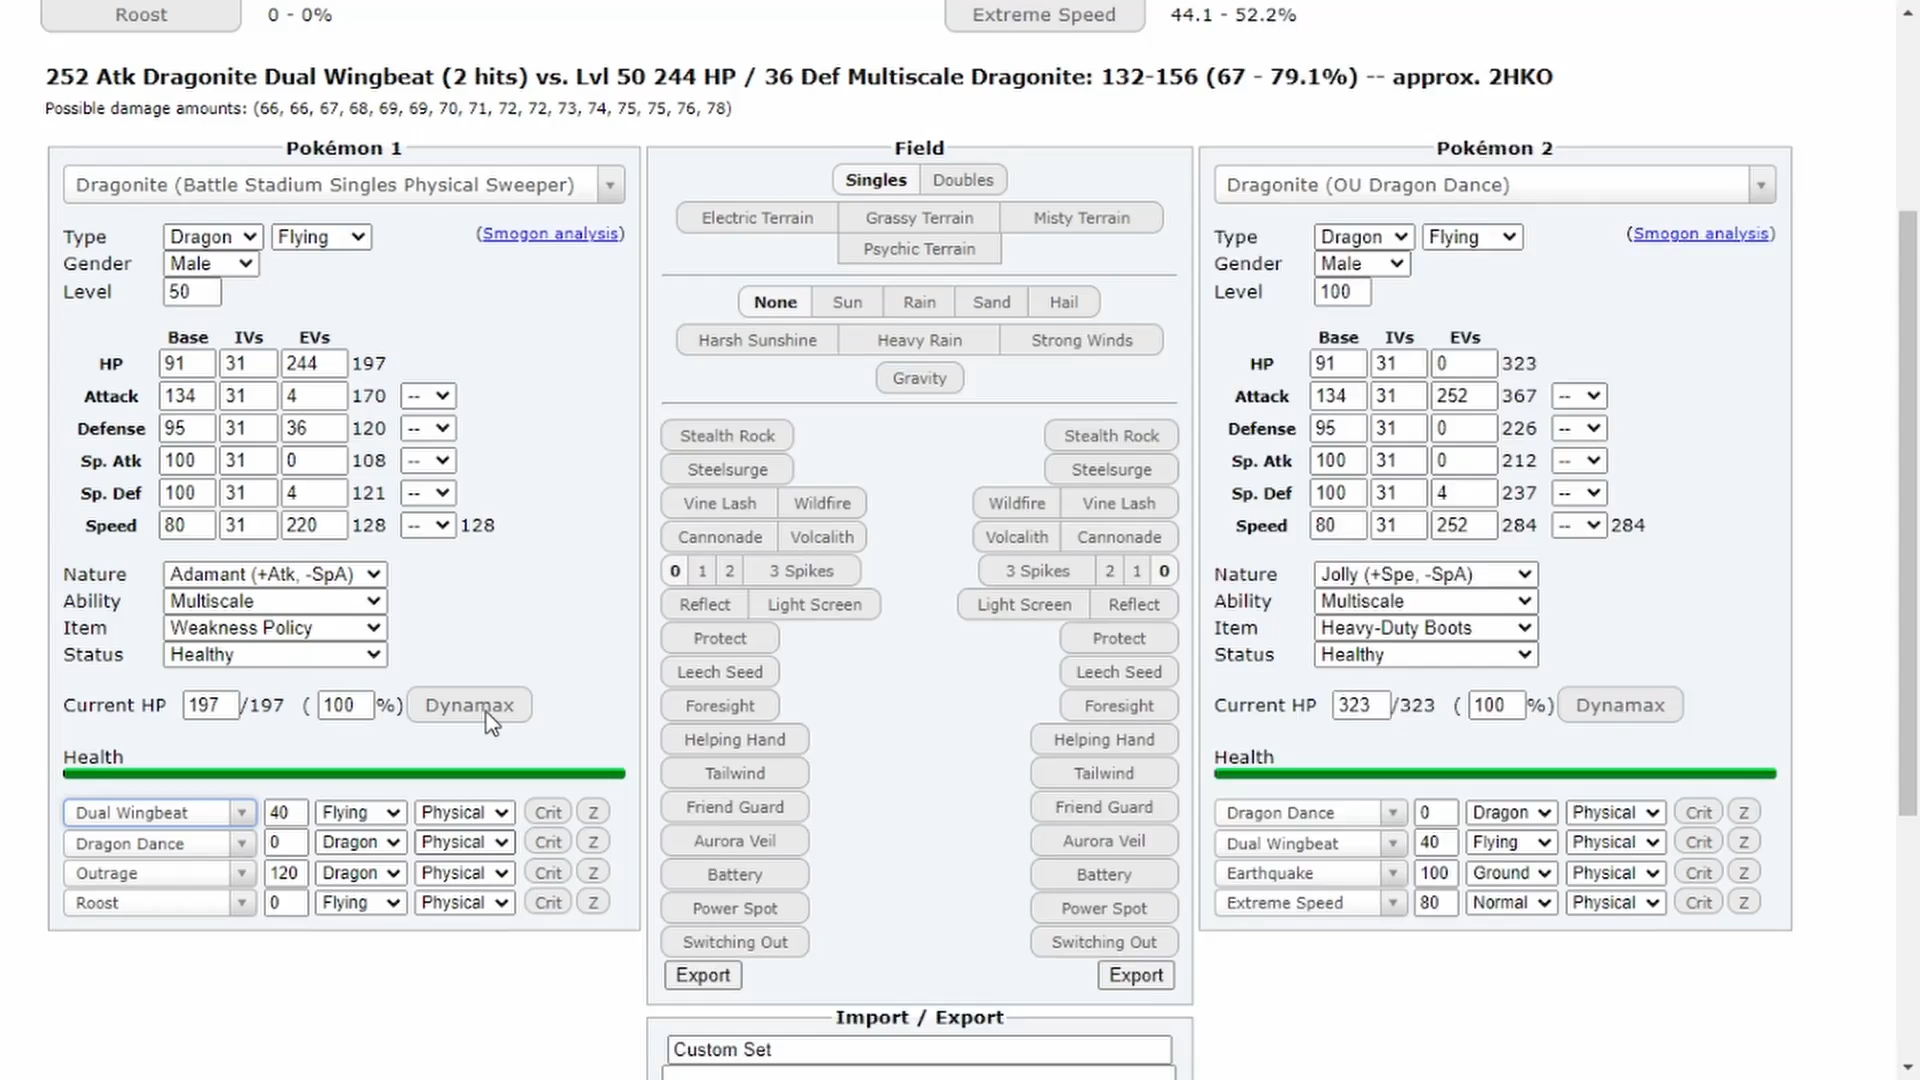 Roost 0 - 0% Extreme Speed 44.1 - 52.2%
252 Atk Dragonite Dual Wingbeat (2 hits) vs. Lvl 50 244 HP / 36 Def Multiscale Dragonite: 132-156 (67 - 79.1%) -- approx. 2HKO
Possible damage amounts: (66, 66, 67, 68, 69, 69, 70, 71, 72, 72, 73, 74, 75, 75, 76, 78)
Pokémon 1
Dragonite (Battle Stadium Singles Physical Sweeper)
Type Dragon Flying (Smogon analysis)
Gender Male
Level 50
Base IVs EVs
HP 91 31 244 197
Attack 134 31 4 170 --
Defense 95 31 36 120 --
Sp. Atk 100 31 0 108 --
Sp. Def 100 31 4 121 --
Speed 80 31 220 128 -- 128
Nature Adamant (+Atk, -SpA)
Ability Multiscale
Item Weakness Policy
Status Healthy
Current HP 197 /197 ( 100 %) Dynamax
Health
Dual Wingbeat 40 Flying Physical Crit Z
Dragon Dance 0 Dragon Physical Crit Z
Outrage 120 Dragon Physical Crit Z
Roost 0 Flying Physical Crit Z
Field
Singles Doubles
Electric Terrain Grassy Terrain Misty Terrain
Psychic Terrain
None Sun Rain Sand Hail
Harsh Sunshine Heavy Rain Strong Winds
Gravity
Stealth Rock Stealth Rock
Steelsurge Steelsurge
Vine Lash Wildfire Wildfire Vine Lash
Cannonade Volcalith Volcalith Cannonade
0 1 2 3 Spikes 3 Spikes 2 1 0
Reflect Light Screen Light Screen Reflect
Protect Protect
Leech Seed Leech Seed
Foresight Foresight
Helping Hand Helping Hand
Tailwind Tailwind
Friend Guard Friend Guard
Aurora Veil Aurora Veil
Battery Battery
Power Spot Power Spot
Switching Out Switching Out
Export Export
Import / Export
Custom Set
Pokémon 2
Dragonite (OU Dragon Dance)
Type Dragon Flying (Smogon analysis)
Gender Male
Level 100
Base IVs EVs
HP 91 31 0 323
Attack 134 31 252 367 --
Defense 95 31 0 226 --
Sp. Atk 100 31 0 212 --
Sp. Def 100 31 4 237 --
Speed 80 31 252 284 -- 284
Nature Jolly (+Spe, -SpA)
Ability Multiscale
Item Heavy-Duty Boots
Status Healthy
Current HP 323 /323 ( 100 %) Dynamax
Health
Dragon Dance 0 Dragon Physical Crit Z
Dual Wingbeat 40 Flying Physical Crit Z
Earthquake 100 Ground Physical Crit Z
Extreme Speed 80 Normal Physical Crit Z